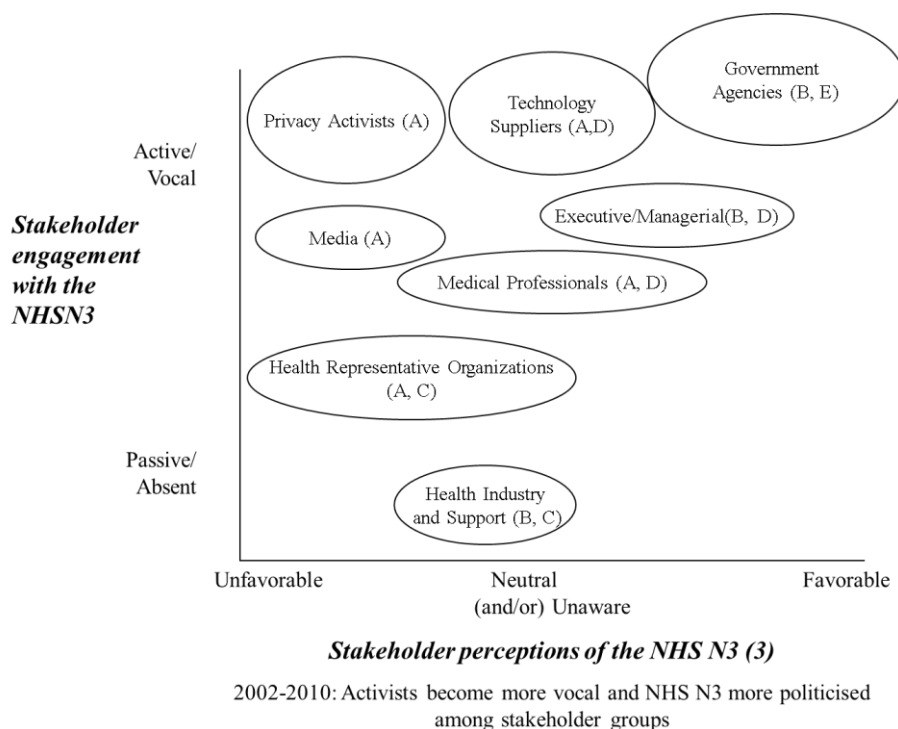 Government
Agencies (B, E)
Technology
Suppliers (A,D)
Privacy Activists (A)
Active/
Vocal
Executive/Managerial(B, D)
Stakeholder
engagement
with the
NHSN3
Media (A)
Medical Professionals (A, D)
Health Representative Organizations
(A, C)
Passive/
Absent
Health Industry
and Support (B, C)
Unfavorable
Neutral
(and/or) Unaware
Favorable
Stakeholder perceptions of the NHS N3 (3)
2002-2010: Activists become more vocal and NHS N3 more politicised
among stakeholder groups